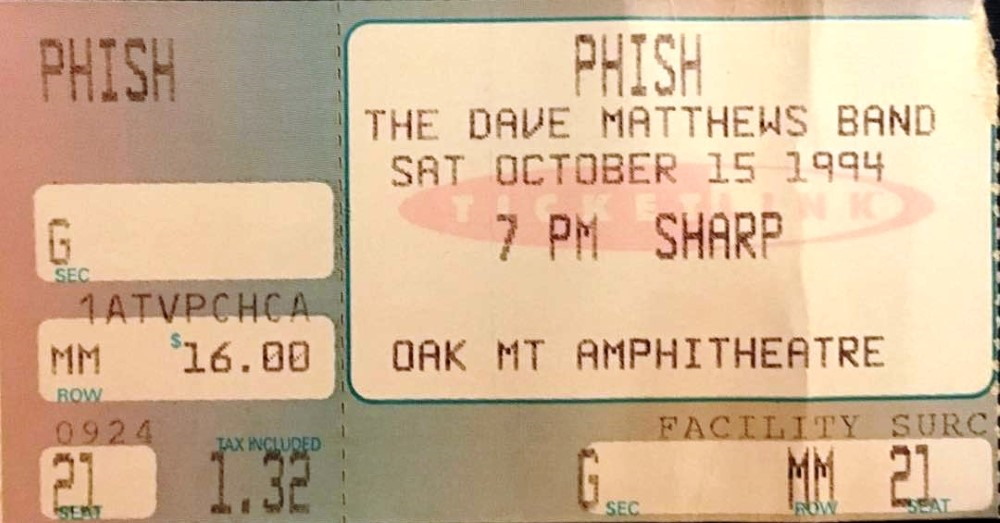 PHISH
G
SEC
1ATVPCHCA
MM $16.00
ROW
0924
TAX INCLUDED
21 1.32
SEAT
PHISH
THE DAVE MATTHEWS BAND
SAT OCTOBER 15 1994
TICKETLINK
7 PM SHARP
OAK MT AMPHITHEATRE
FACILITY SURC
G SEC MM ROW 21 SEAT